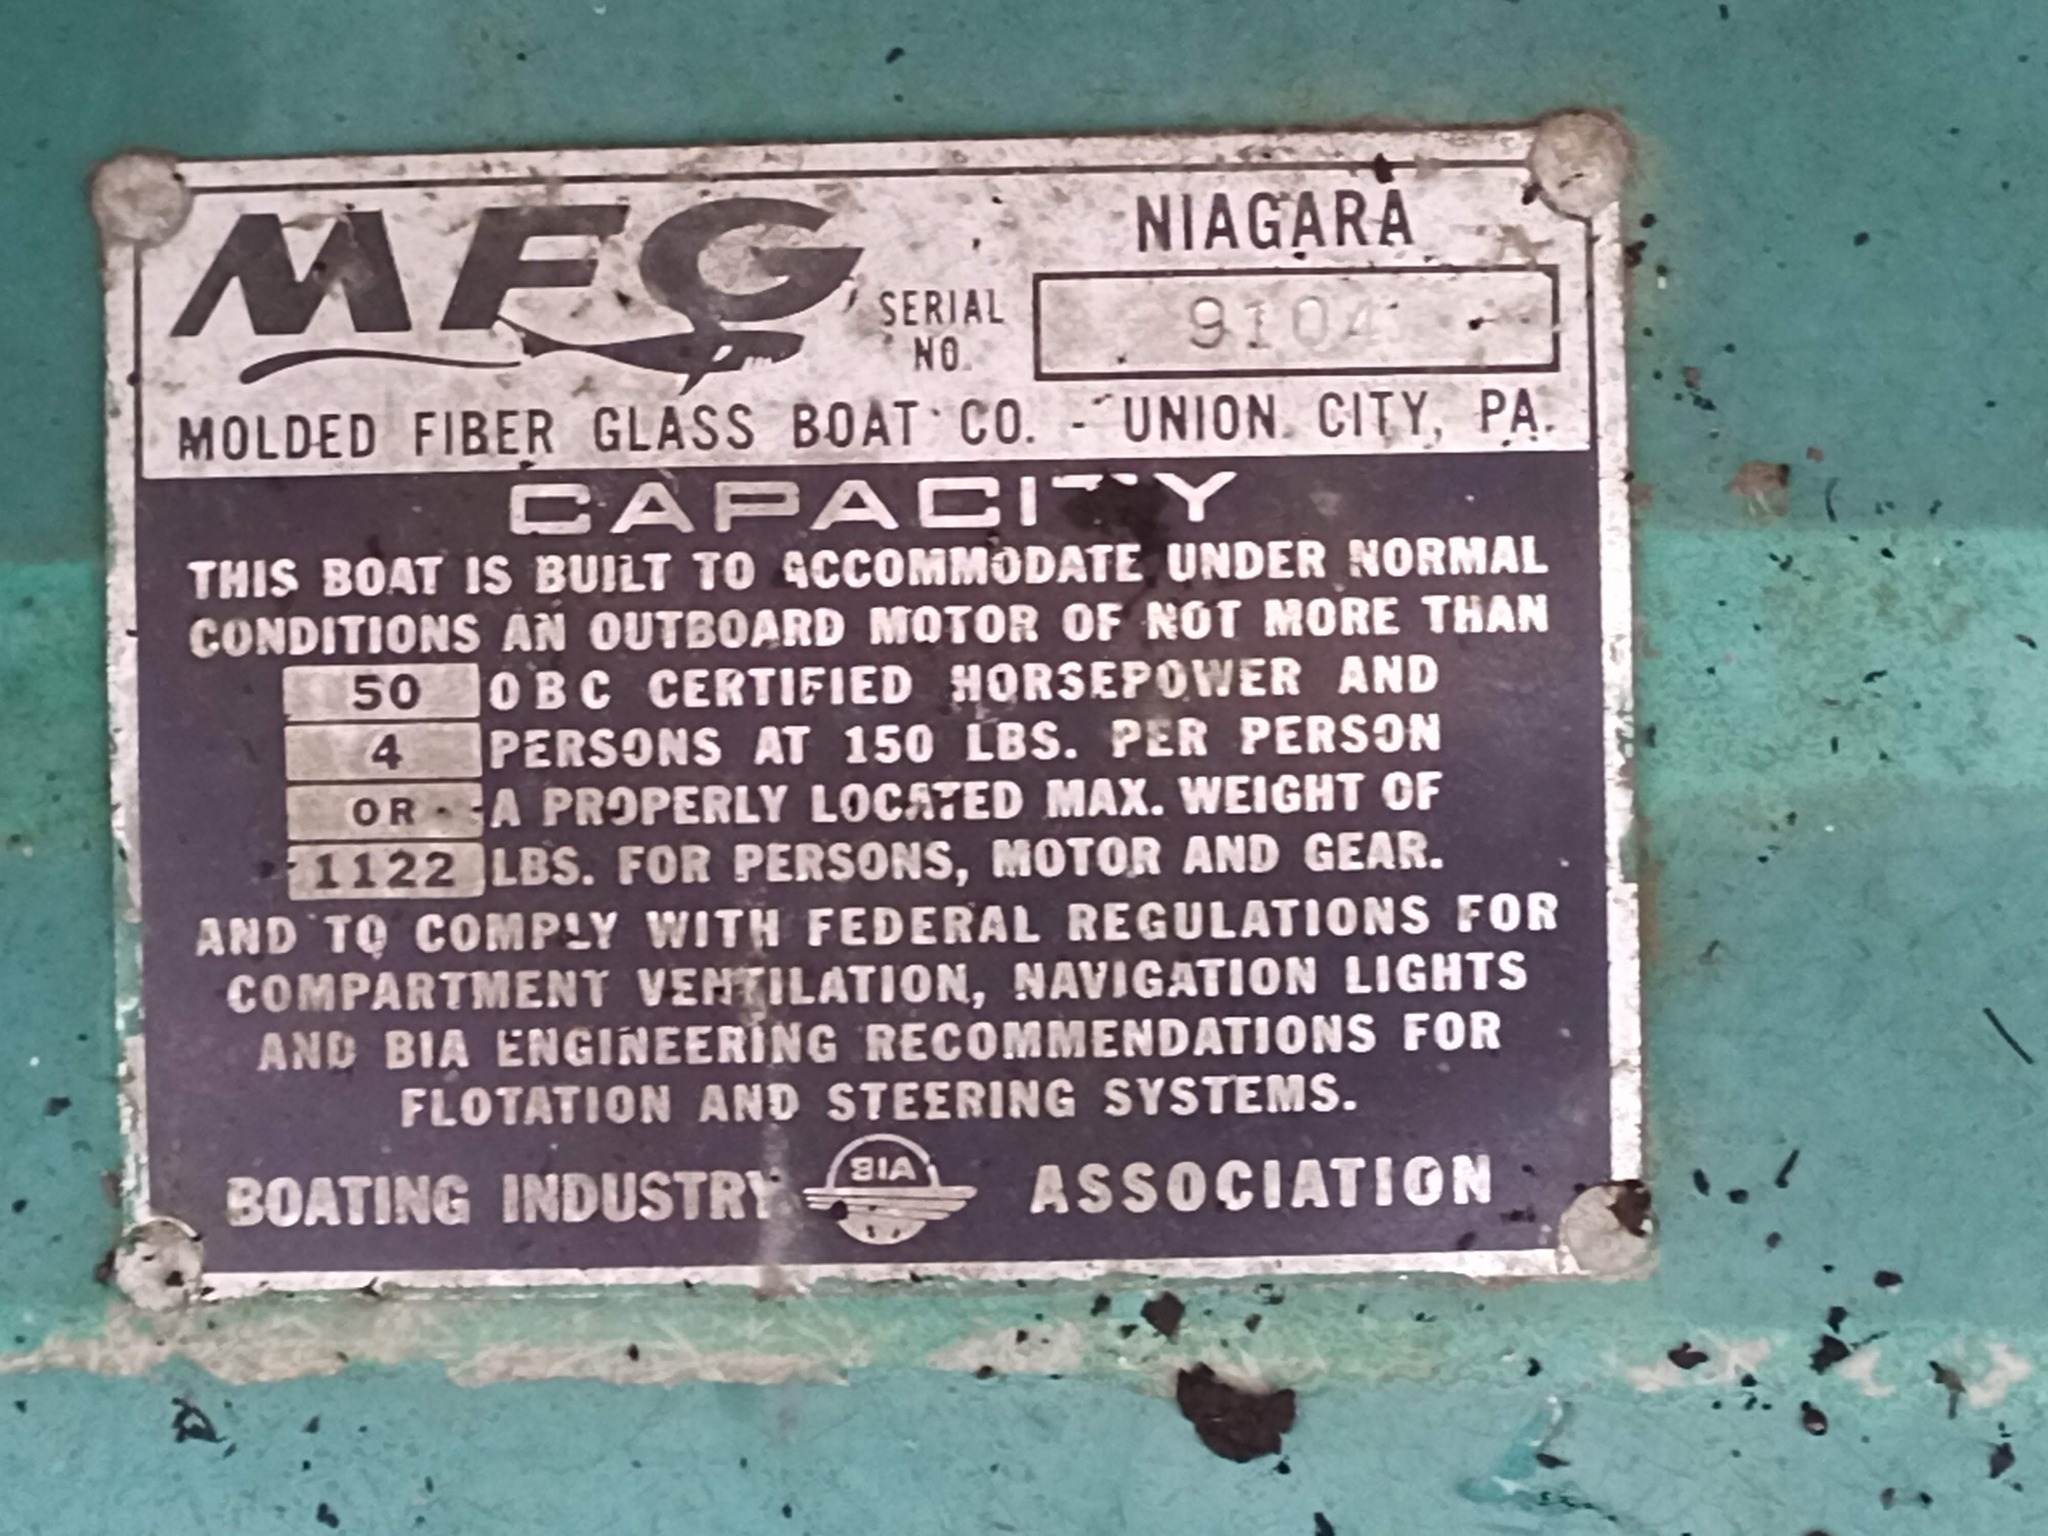 MFG
NIAGARA
SERIAL NO.
9104
MOLDED FIBER GLASS BOAT CO. - UNION CITY, PA.
CAPACITY
THIS BOAT IS BUILT TO ACCOMMODATE UNDER NORMAL
CONDITIONS AN OUTBOARD MOTOR OF NOT MORE THAN
50 OBC CERTIFIED HORSEPOWER AND
4 PERSONS AT 150 LBS. PER PERSON
OR A PROPERLY LOCATED MAX. WEIGHT OF
1122 LBS. FOR PERSONS, MOTOR AND GEAR.
AND TO COMPLY WITH FEDERAL REGULATIONS FOR
COMPARTMENT VENTILATION, NAVIGATION LIGHTS
AND BIA ENGINEERING RECOMMENDATIONS FOR
FLOTATION AND STEERING SYSTEMS.
BOATING INDUSTRY BIA ASSOCIATION